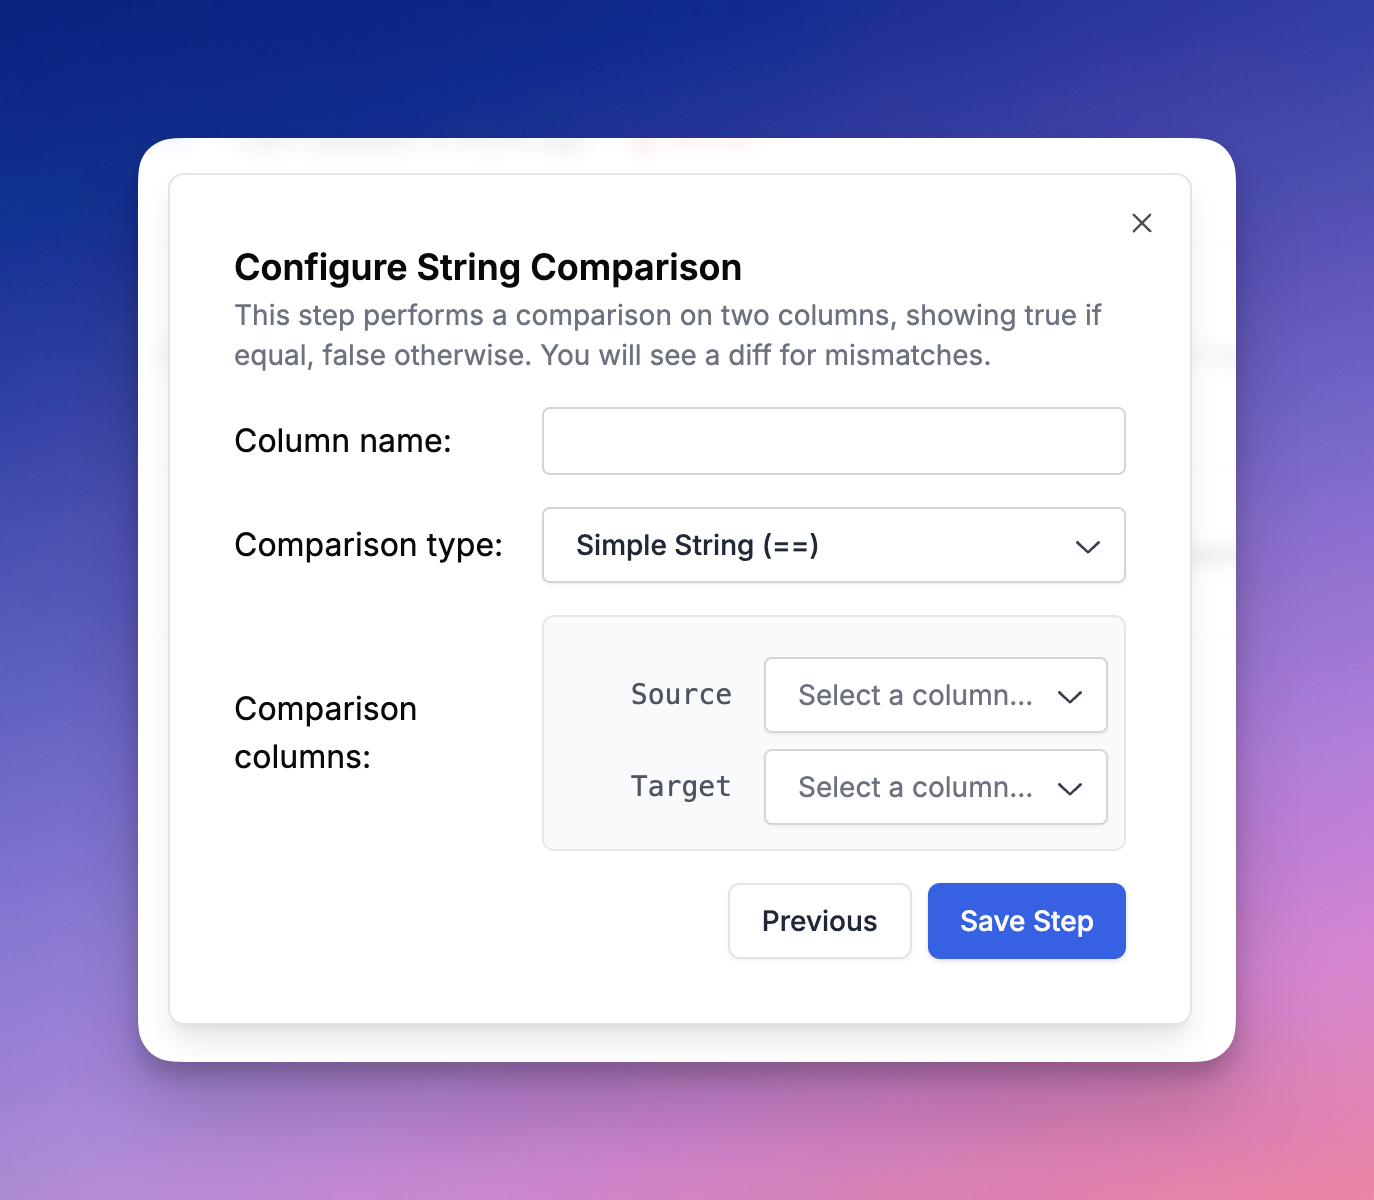 Configure String Comparison
This step performs a comparison on two columns, showing true if
equal, false otherwise. You will see a diff for mismatches.
Column name:
Comparison type:
Simple String (==)
Comparison
columns:
Source
Select a column...
Target
Select a column...
Previous
Save Step